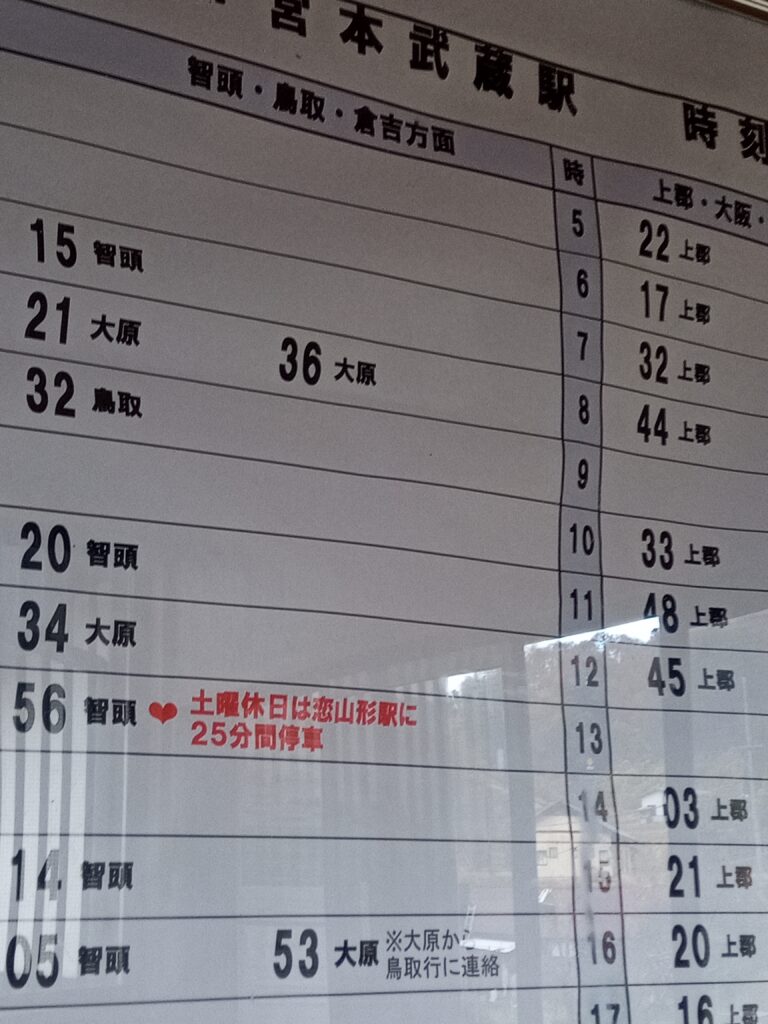 宮本武蔵駅 時刻
智頭・鳥取・倉吉方面 時 上郡・大阪・
5 22 上郡
6 17 上郡
15 智頭 7 32 上郡
21 大原 36 大原 8 44 上郡
32 鳥取 9
10 33 上郡
20 智頭 11 48 上郡
34 大原 12 45 上郡
56 智頭 ❤ 土曜休日は恋山形駅に 13
25分間停車
14 03 上郡
14 智頭 15 21 上郡
05 智頭 53 大原 ※大原から 16 20 上郡
鳥取行に連絡
17 16 上郡